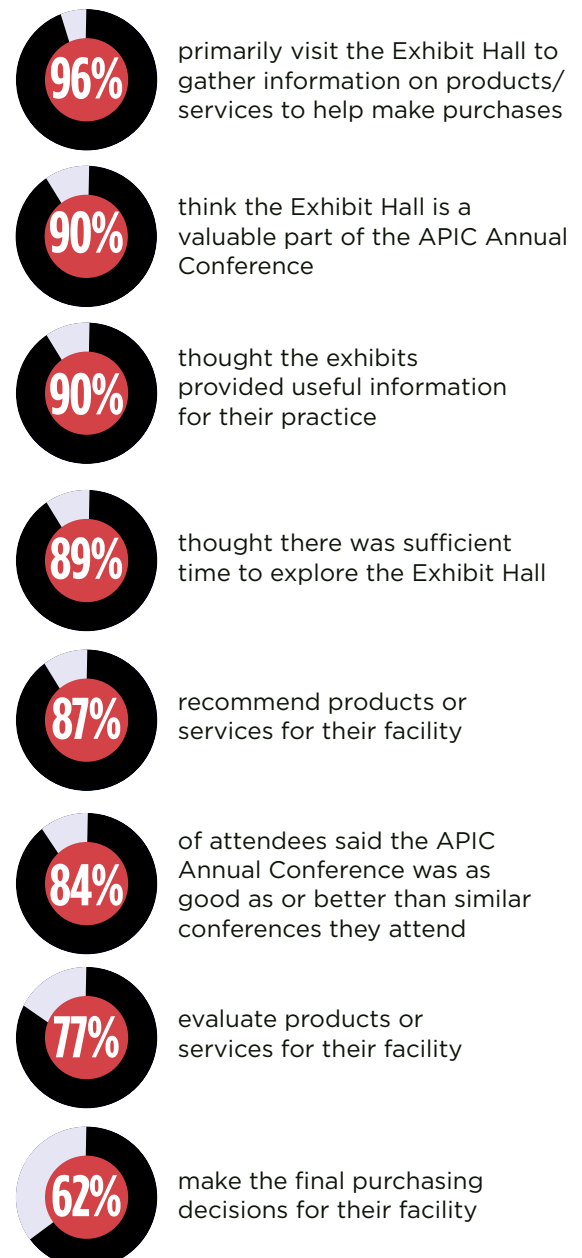 96%
primarily visit the Exhibit Hall to
gather information on products/
services to help make purchases
90%
think the Exhibit Hall is a
valuable part of the APIC Annual
Conference
90%
thought the exhibits
provided useful information
for their practice
89%
thought there was sufficient
time to explore the Exhibit Hall
87%
recommend products or
services for their facility
84%
of attendees said the APIC
Annual Conference was as
good as or better than similar
conferences they attend
77%
evaluate products or
services for their facility
62%
make the final purchasing
decisions for their facility